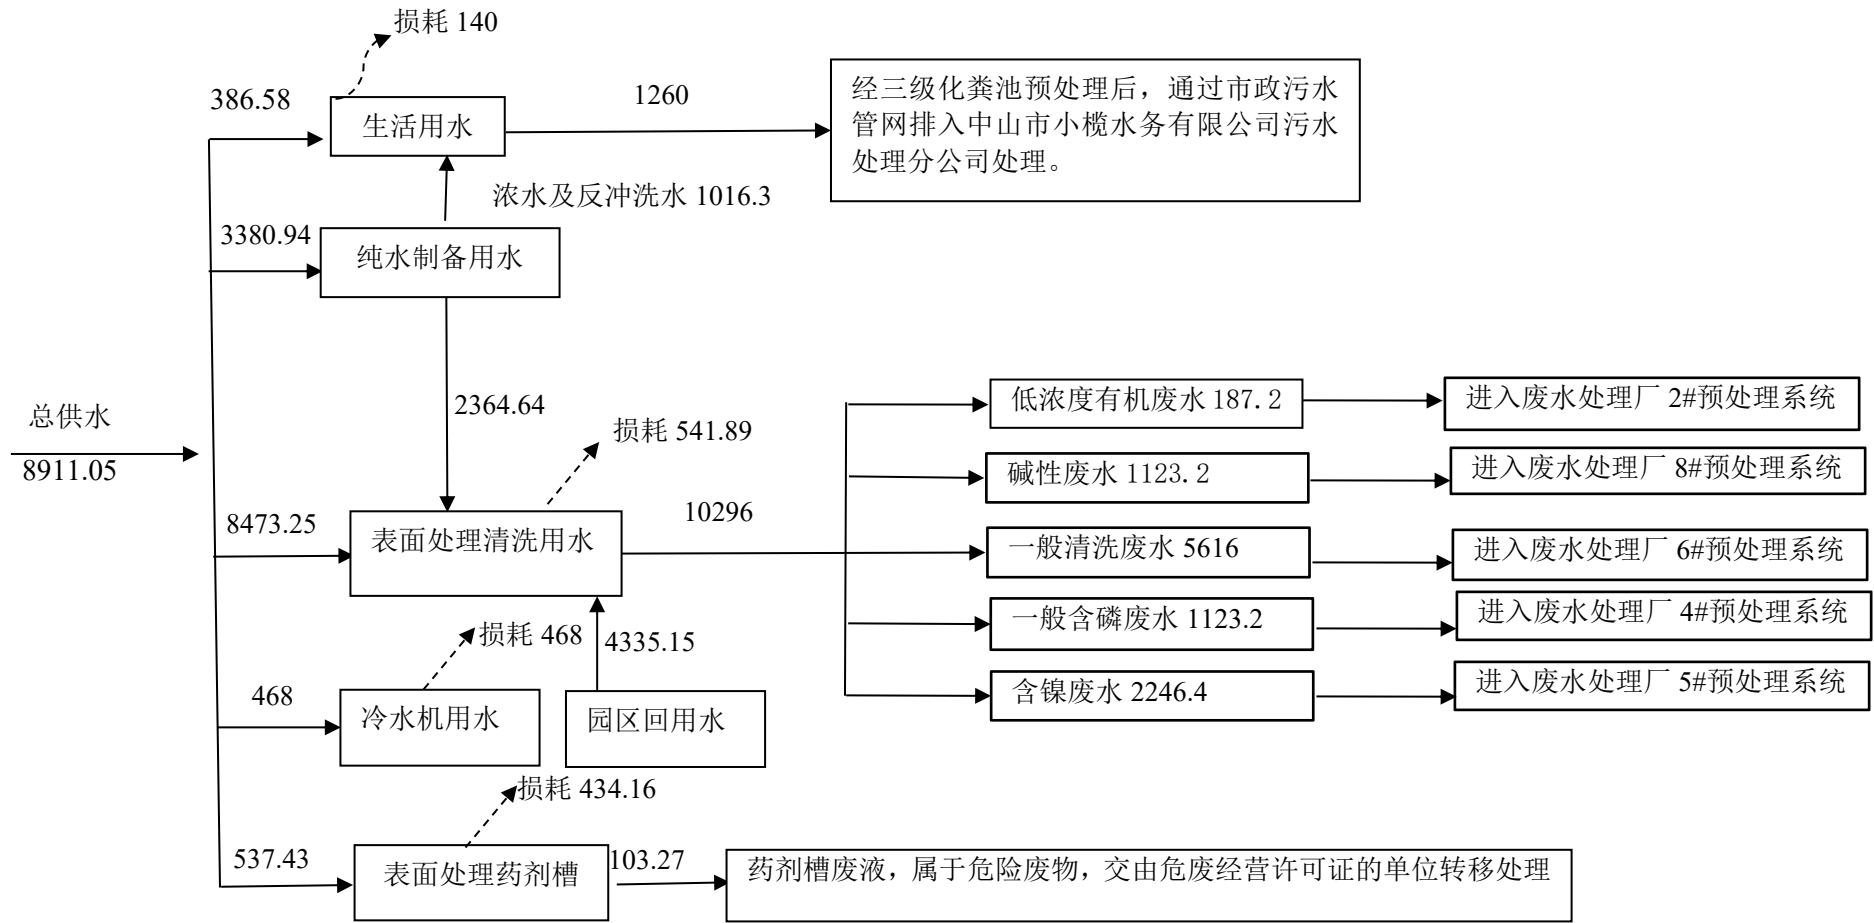 损耗 140
386.58
生活用水
1260
经三级化粪池预处理后，通过市政污水
管网排入中山市小榄水务有限公司污水
处理分公司处理。
浓水及反冲洗水 1016.3
3380.94
纯水制备用水
2364.64
总供水
8911.05
损耗 541.89
8473.25
表面处理清洗用水
10296
低浓度有机废水 187.2
进入废水处理厂 2#预处理系统
碱性废水 1123.2
进入废水处理厂 8#预处理系统
一般清洗废水 5616
进入废水处理厂 6#预处理系统
一般含磷废水 1123.2
进入废水处理厂 4#预处理系统
含镍废水 2246.4
进入废水处理厂 5#预处理系统
损耗 468
4335.15
468
冷水机用水
园区回用水
损耗 434.16
537.43
表面处理药剂槽
103.27
药剂槽废液，属于危险废物，交由危废经营许可证的单位转移处理